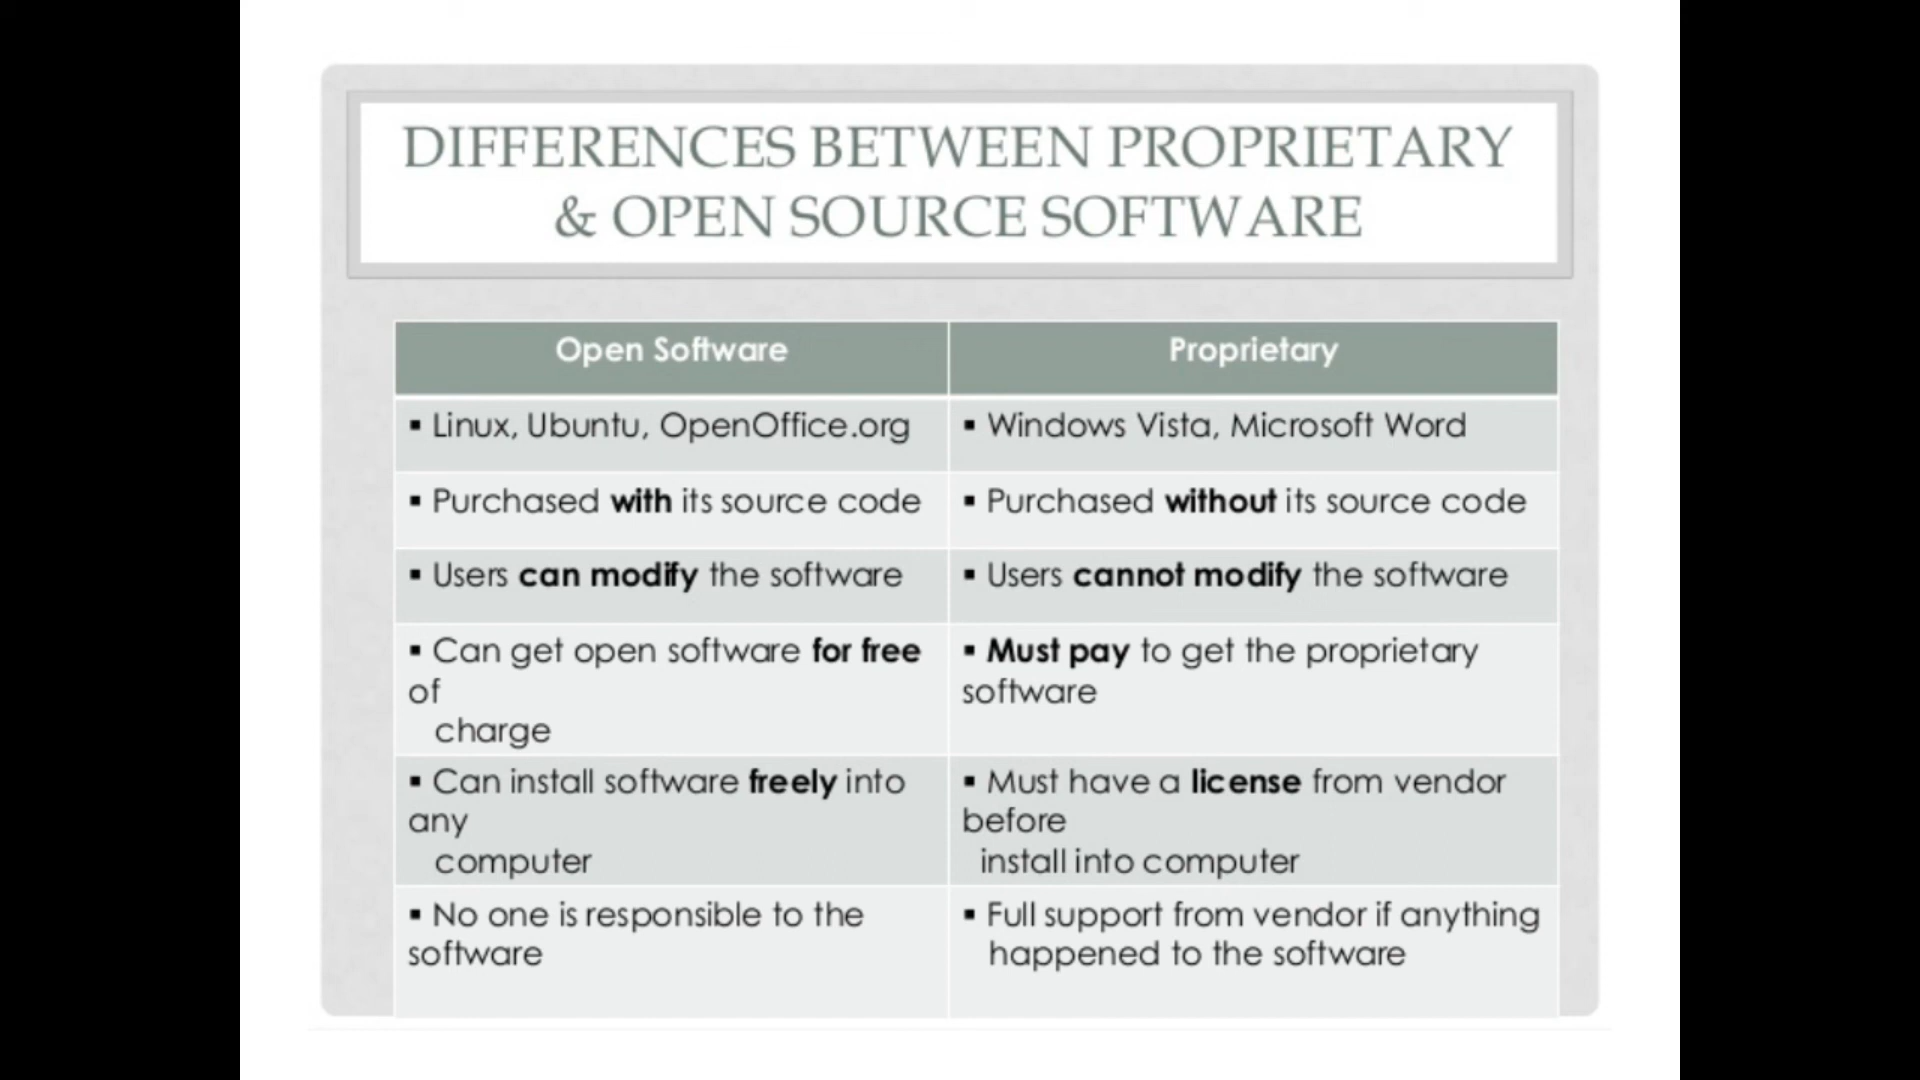 DIFFERENCES BETWEEN PROPRIETARY
& OPEN SOURCE SOFTWARE
Open Software
Proprietary
▪ Linux, Ubuntu, OpenOffice.org
▪ Windows Vista, Microsoft Word
▪ Purchased with its source code
▪ Purchased without its source code
▪ Users can modify the software
▪ Users cannot modify the software
▪ Can get open software for free
of
charge
▪ Must pay to get the proprietary
software
▪ Can install software freely into
any
computer
▪ Must have a license from vendor
before
install into computer
▪ No one is responsible to the
software
▪ Full support from vendor if anything
happened to the software